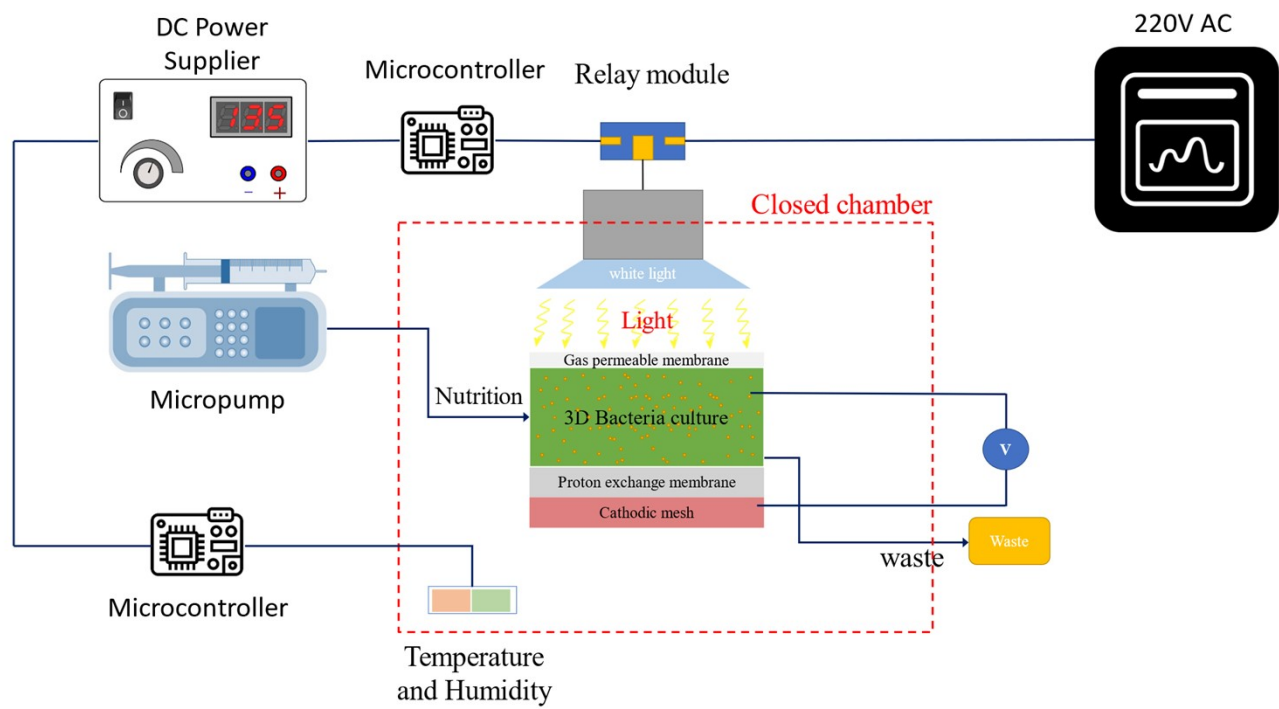 DC Power
Supplier
Microcontroller
Relay module
220V AC
135
− +
Closed chamber
white light
Light
Gas permeable membrane
Micropump
Nutrition
3D Bacteria culture
V
Proton exchange membrane
Cathodic mesh
Waste
waste
Microcontroller
Temperature
and Humidity